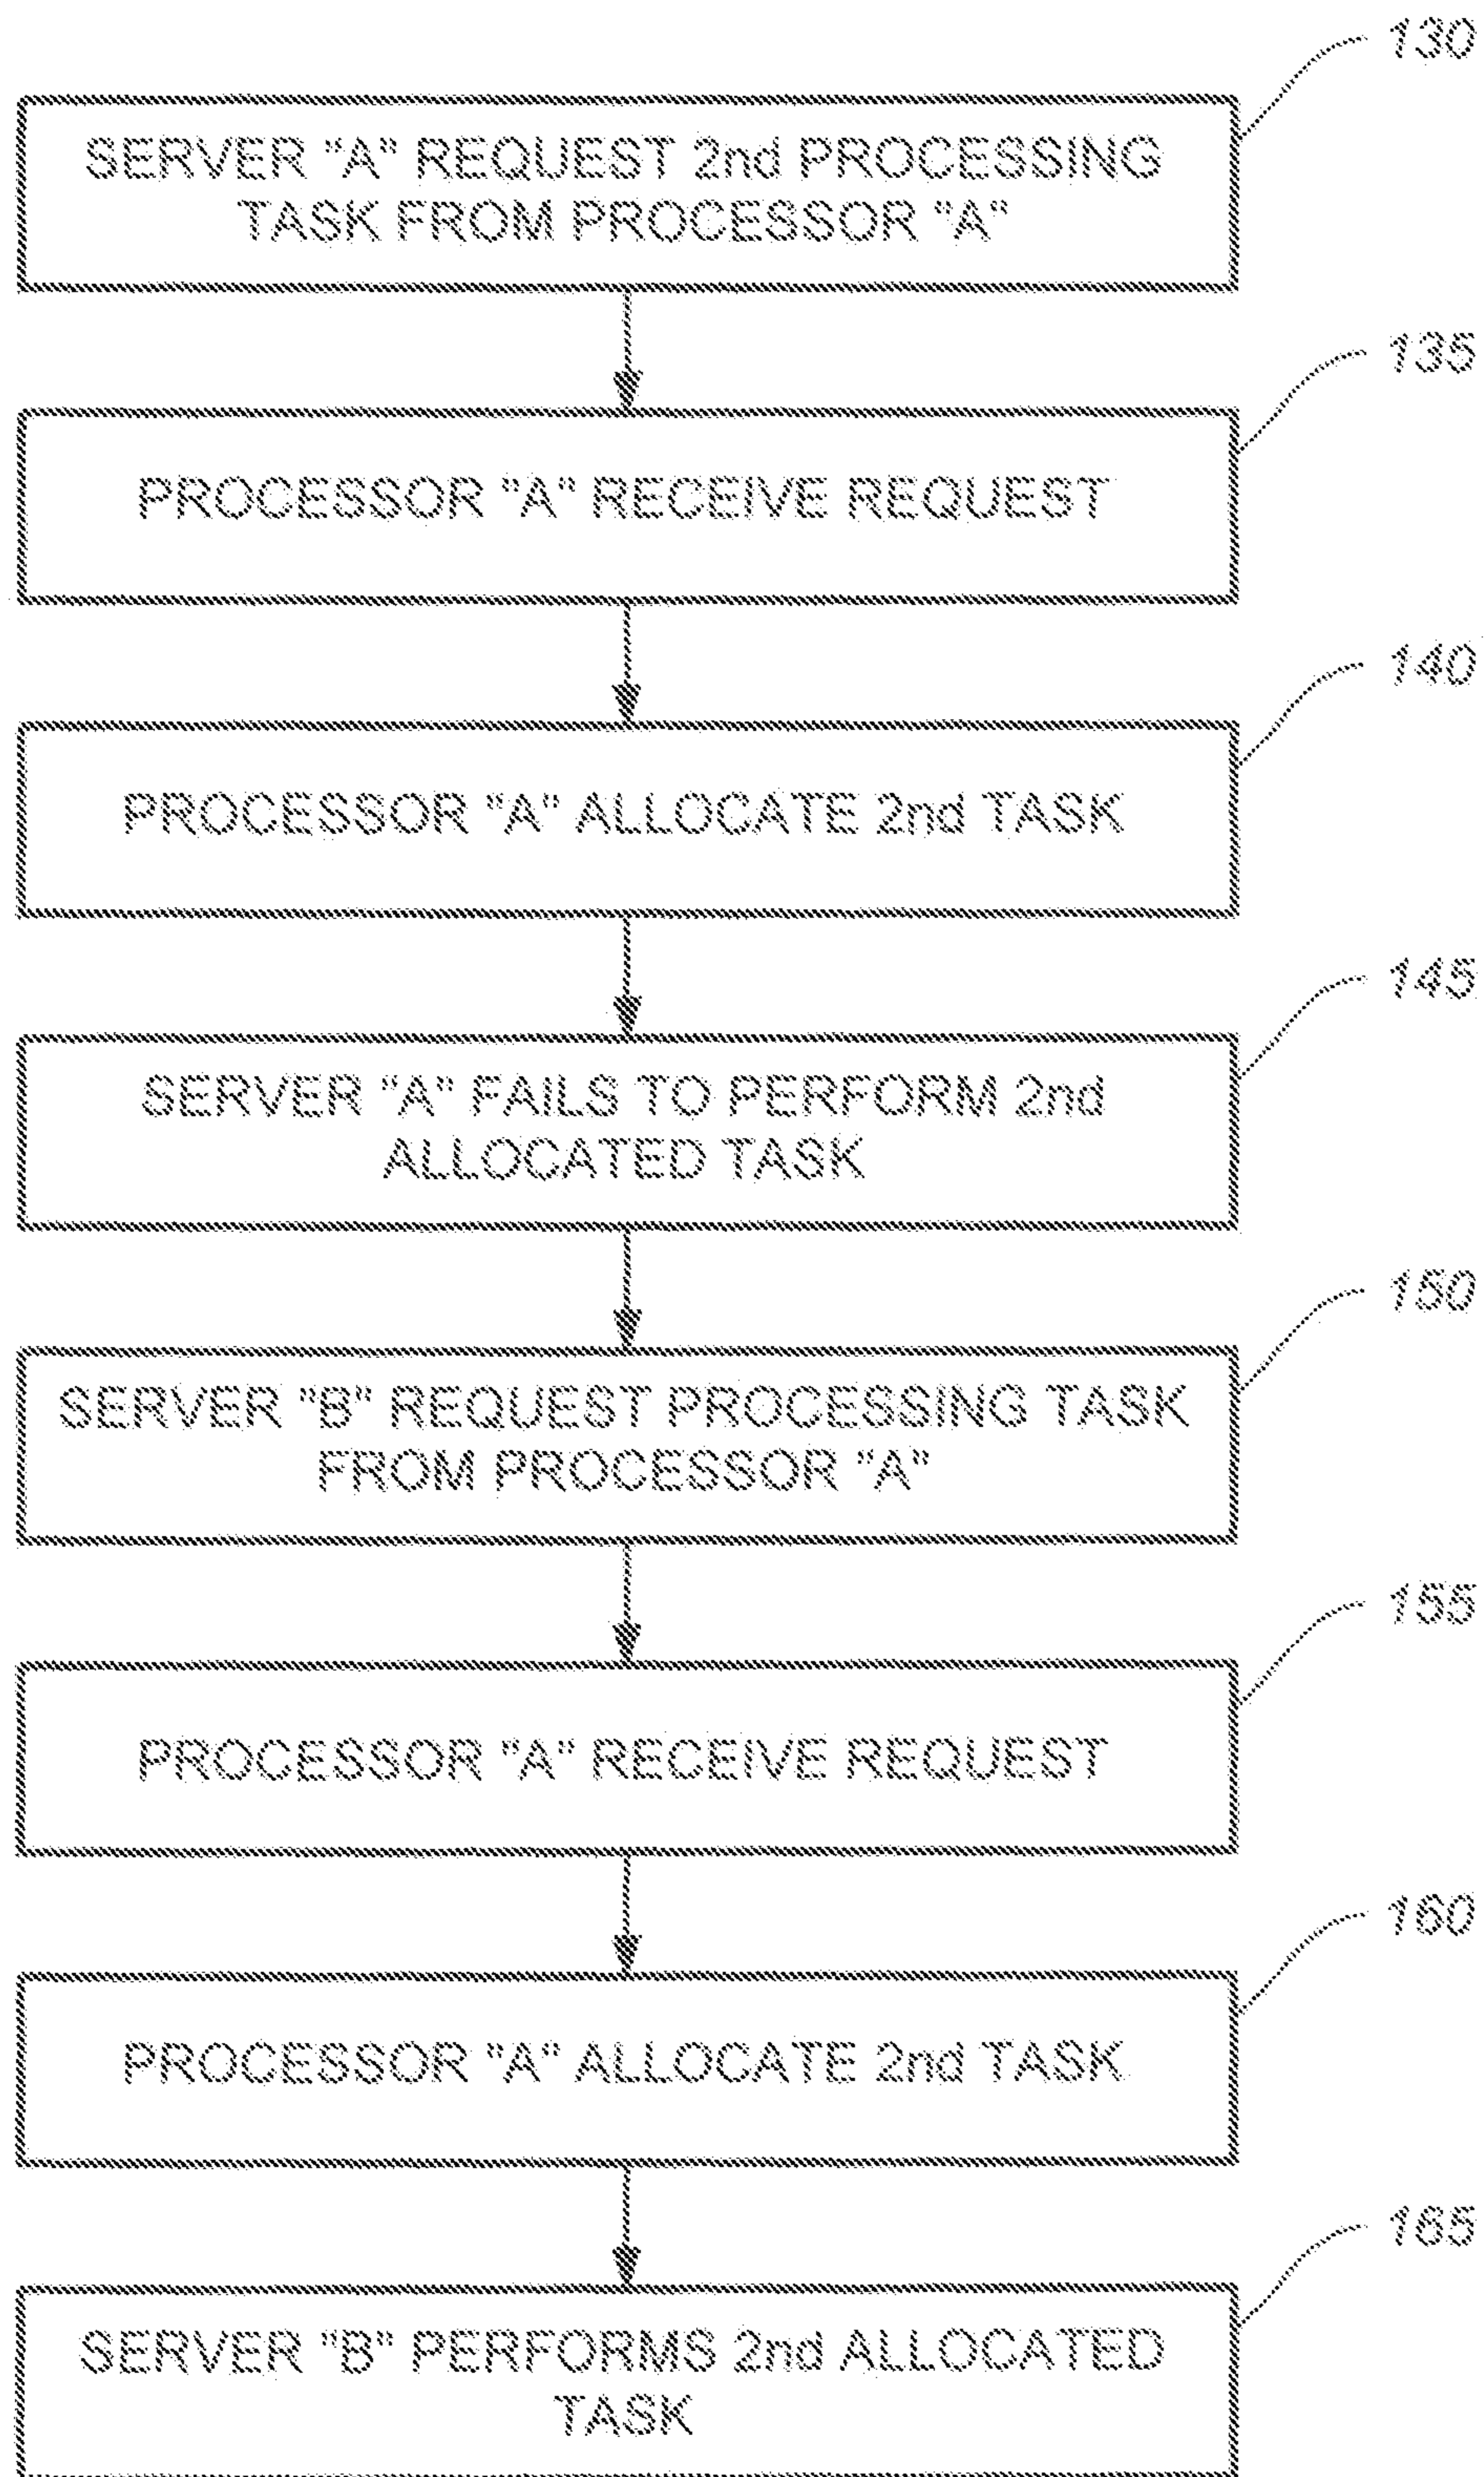 130
SERVER "A" REQUEST 2nd PROCESSING
TASK FROM PROCESSOR "A"
135
PROCESSOR "A" RECEIVE REQUEST
140
PROCESSOR "A" ALLOCATE 2nd TASK
145
SERVER "A" FAILS TO PERFORM 2nd
ALLOCATED TASK
150
SERVER "B" REQUEST PROCESSING TASK
FROM PROCESSOR "A"
155
PROCESSOR "A" RECEIVE REQUEST
160
PROCESSOR "A" ALLOCATE 2nd TASK
165
SERVER "B" PERFORMS 2nd ALLOCATED
TASK